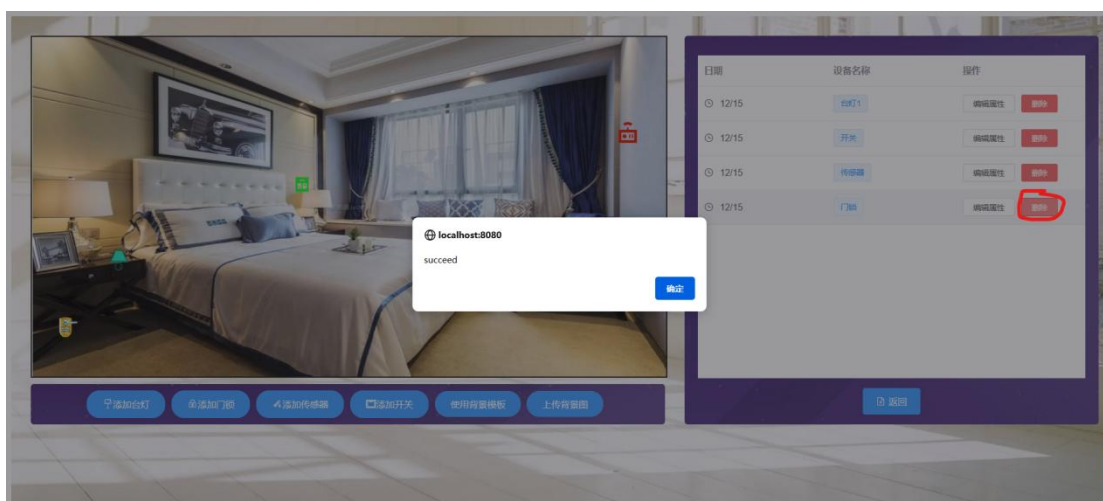 日期 设备名称 操作
12/15 台灯1 编辑属性 删除
12/15 开关 编辑属性 删除
12/15 传感器 编辑属性 删除
12/15 门锁 编辑属性 删除
localhost:8080
succeed
确定
添加台灯 添加门锁 添加传感器 添加开关 使用背景模板 上传背景图
返回